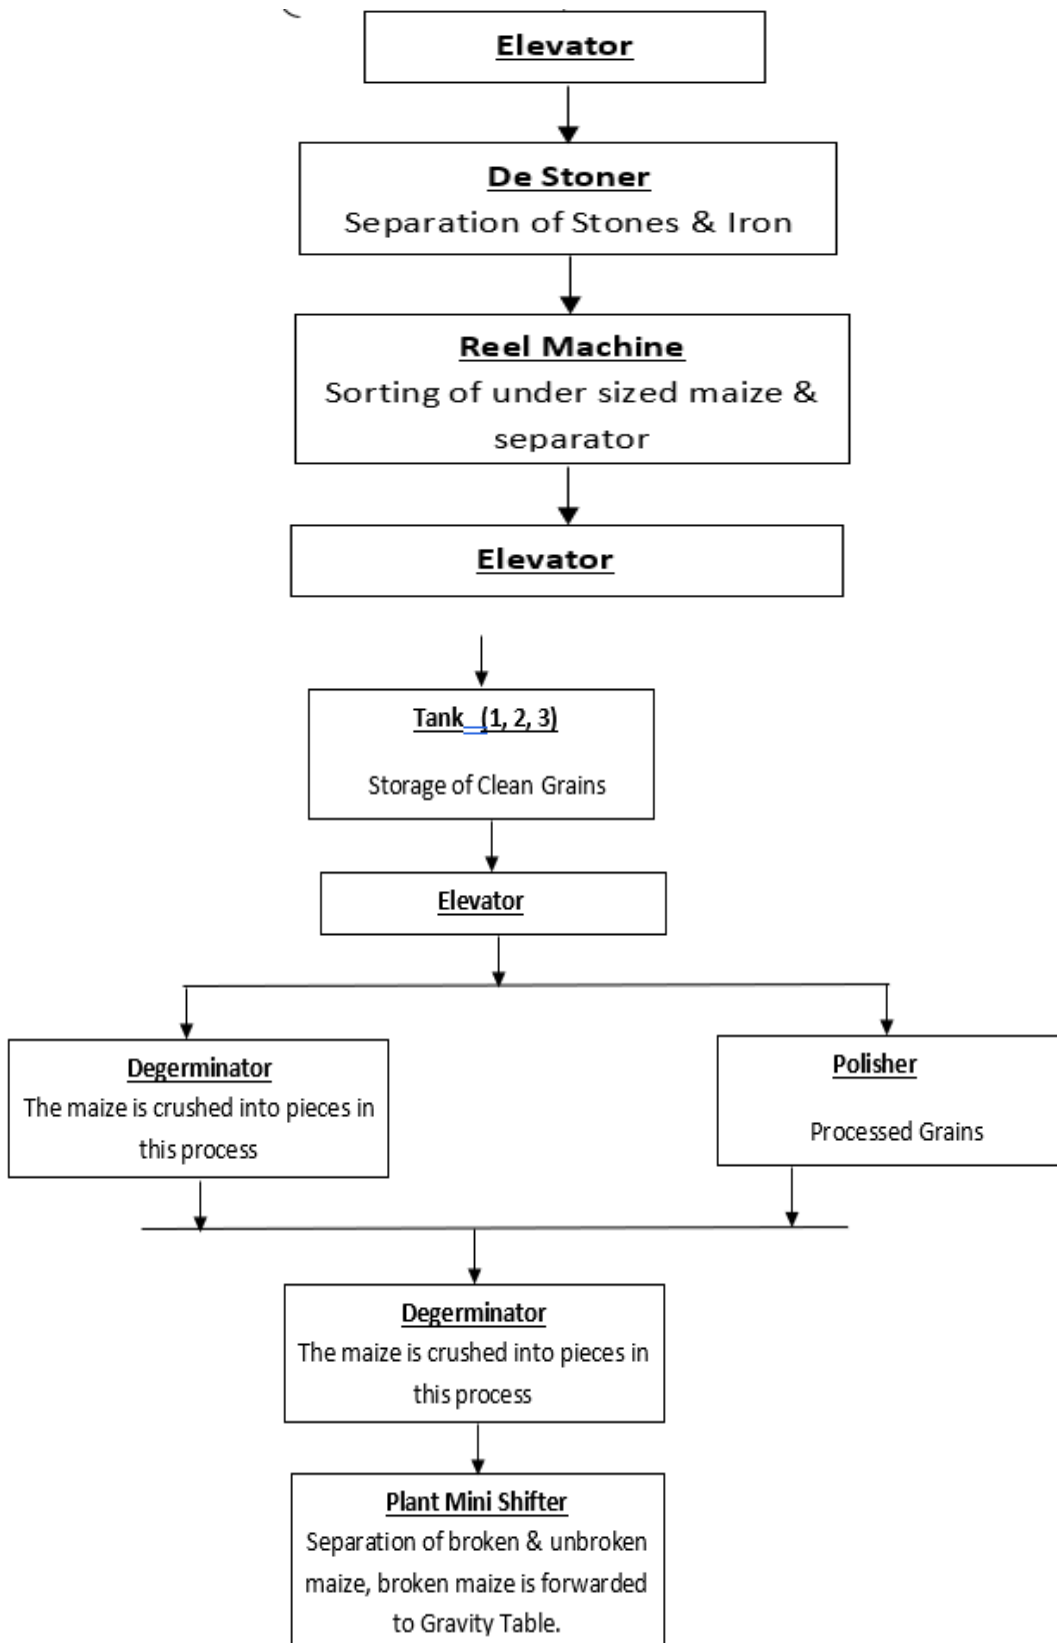 Elevator
De Stoner
Separation of Stones & Iron
Reel Machine
Sorting of under sized maize &
separator
Elevator
Tank (1, 2, 3)
Storage of Clean Grains
Elevator
Degerminator
The maize is crushed into pieces in
this process
Polisher
Processed Grains
Degerminator
The maize is crushed into pieces in
this process
Plant Mini Shifter
Separation of broken & unbroken
maize, broken maize is forwarded
to Gravity Table.